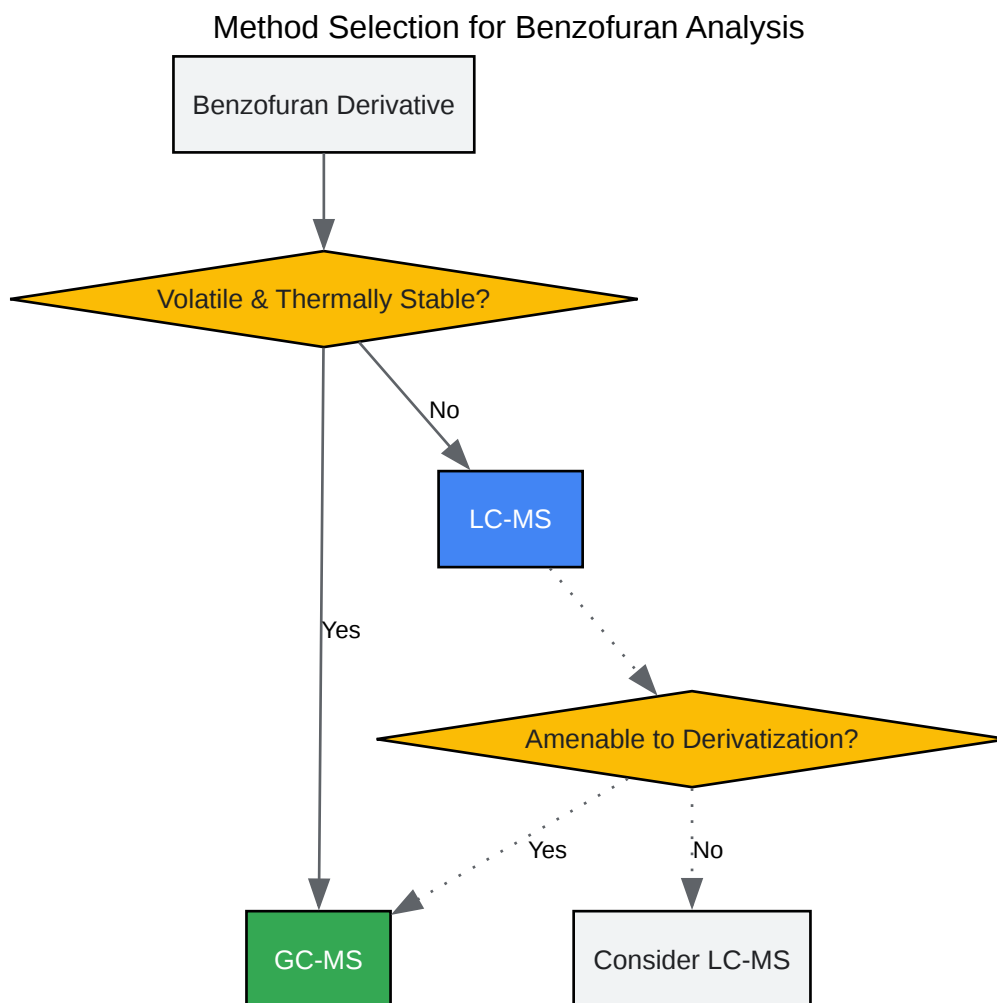 Method Selection for Benzofuran Analysis
Benzofuran Derivative
Volatile & Thermally Stable?
No
LC-MS
Yes
Amenable to Derivatization?
Yes
No
GC-MS
Consider LC-MS